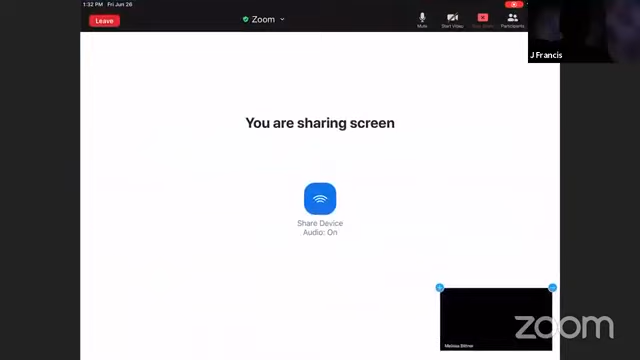 1:32 PM Fri Jun 26
Leave
Zoom
Mute
Start Video
Participants
J Francis
You are sharing screen
Share Device
Audio: On
zoom